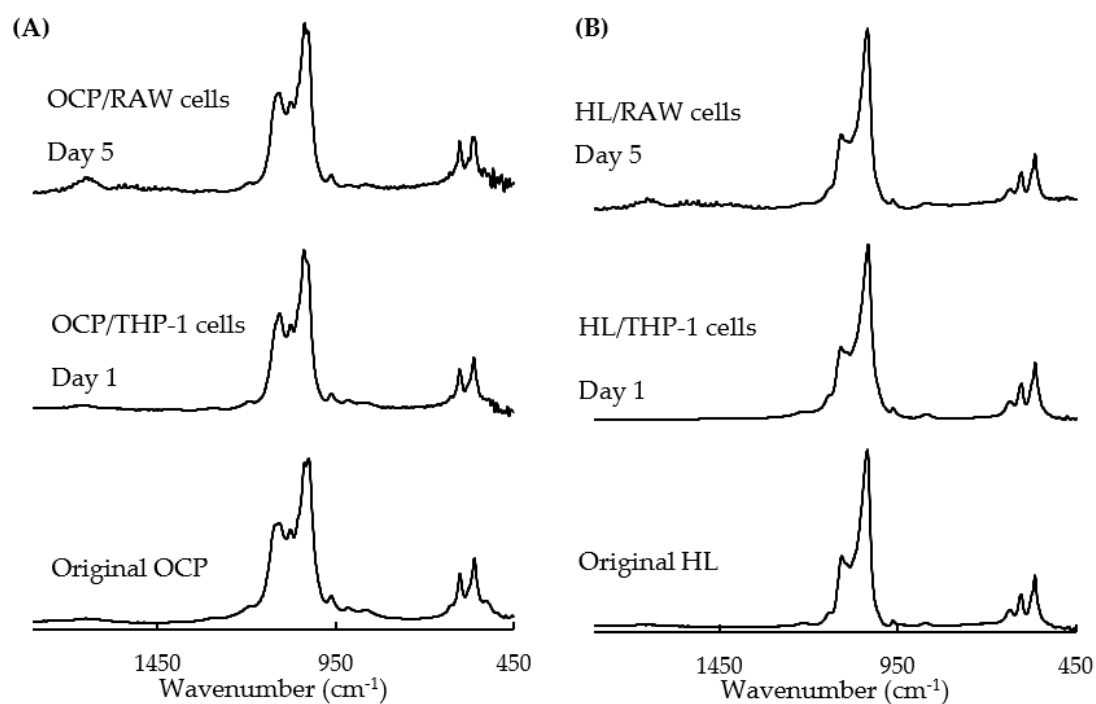 (A)
OCP/RAW cells
Day 5
OCP/THP-1 cells
Day 1
Original OCP
1450
950
450
Wavenumber (cm-1)
(B)
HL/RAW cells
Day 5
HL/THP-1 cells
Day 1
Original HL
1450
950
450
Wavenumber (cm-1)